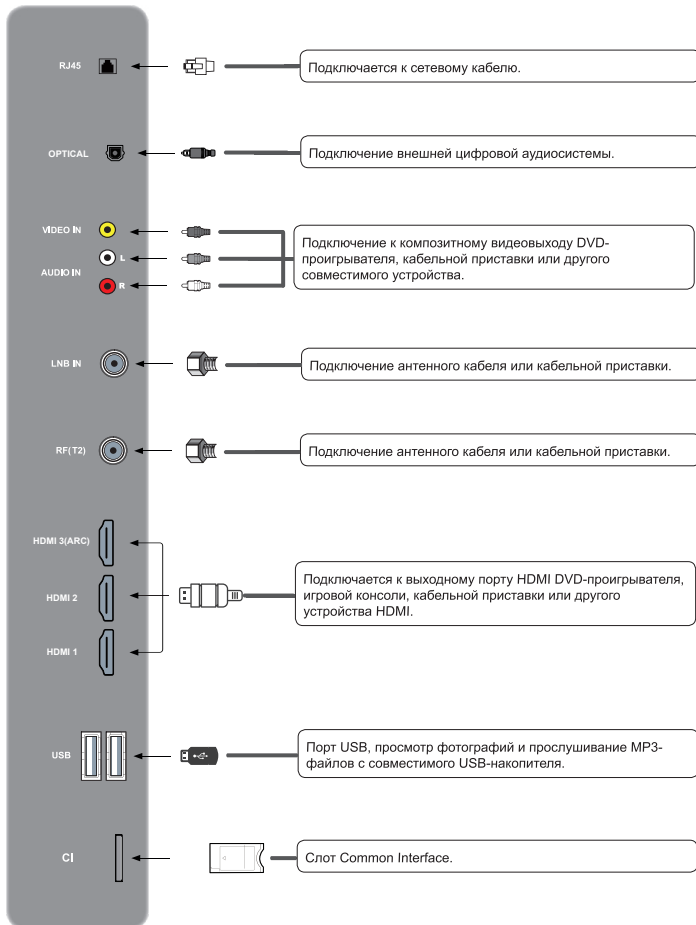 RJ45
Подключается к сетевому кабелю.
OPTICAL
Подключение внешней цифровой аудиосистемы.
VIDEO IN
L
AUDIO IN
R
Подключение к композитному видеовыходу DVD-
проигрывателя, кабельной приставки или другого
совместимого устройства.
LNB IN
Подключение антенного кабеля или кабельной приставки.
RF(T2)
Подключение антенного кабеля или кабельной приставки.
HDMI 3(ARC)
HDMI 2
HDMI 1
Подключается к выходному порту HDMI DVD-проигрывателя,
игровой консоли, кабельной приставки или другого
устройства HDMI.
USB
Порт USB, просмотр фотографий и прослушивание MP3-
файлов с совместимого USB-накопителя.
CI
Слот Common Interface.